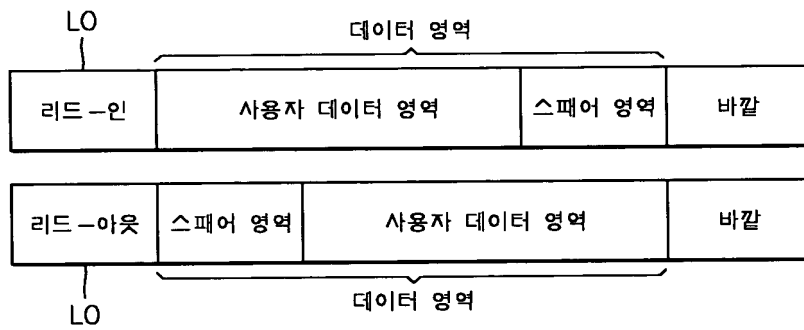 LO
데이터 영역
리드-인 사용자 데이터 영역 스패어 영역 바깥
리드-아웃 스패어 영역 사용자 데이터 영역 바깥
데이터 영역
LO